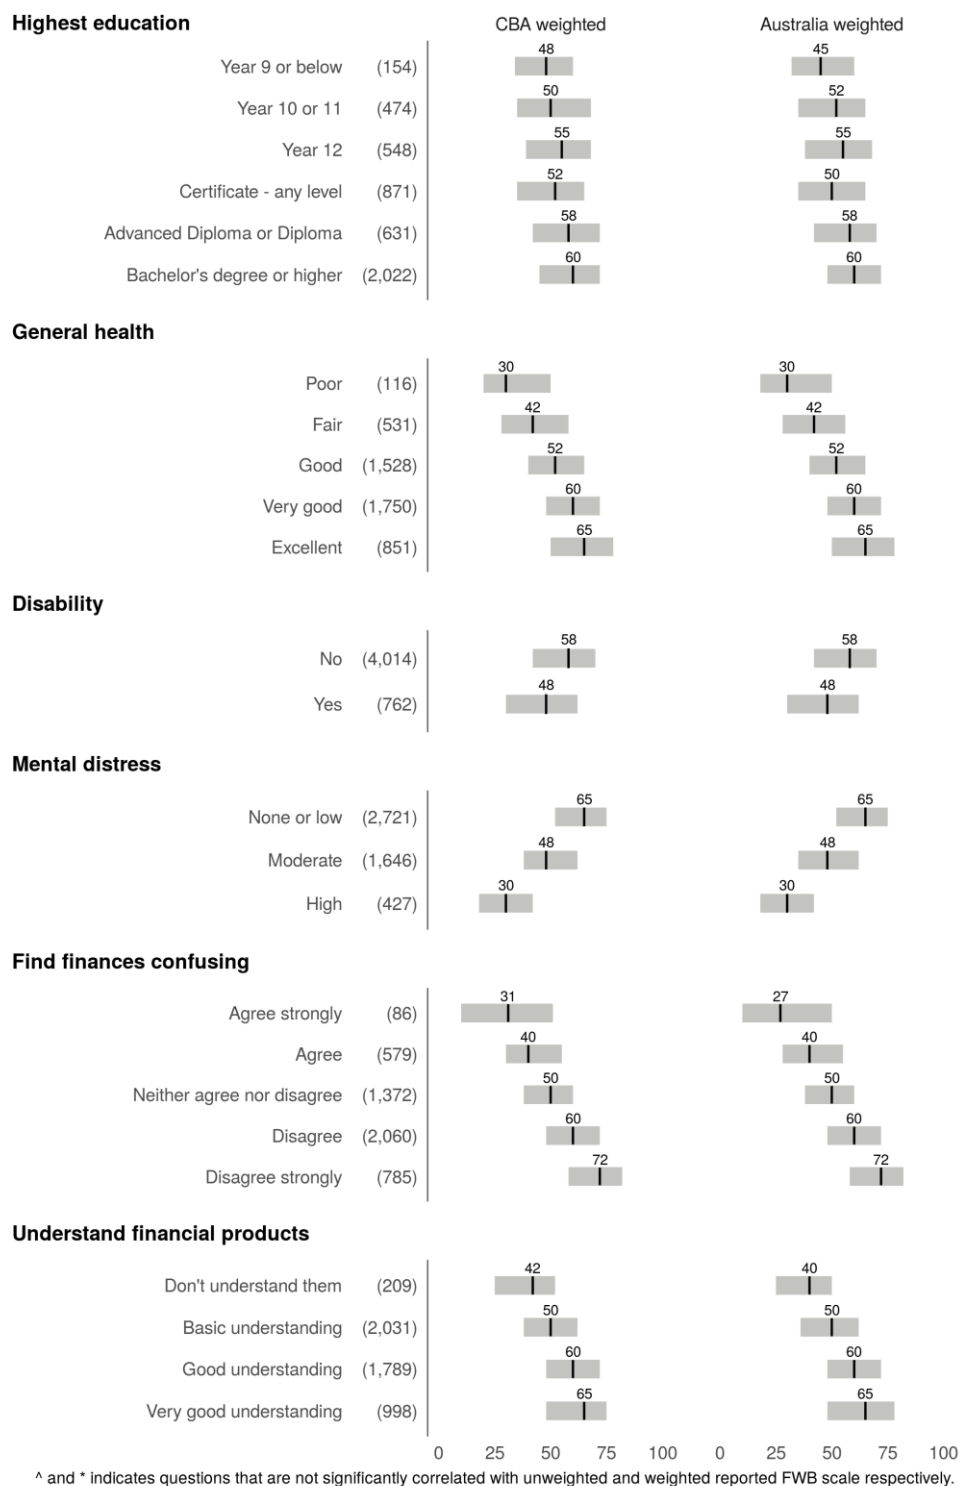 Highest education CBA weighted Australia weighted
Year 9 or below (154) 48 45
Year 10 or 11 (474) 50 52
Year 12 (548) 55 55
Certificate - any level (871) 52 50
Advanced Diploma or Diploma (631) 58 58
Bachelor's degree or higher (2,022) 60 60
General health
Poor (116) 30 30
Fair (531) 42 42
Good (1,528) 52 52
Very good (1,750) 60 60
Excellent (851) 65 65
Disability
No (4,014) 58 58
Yes (762) 48 48
Mental distress
None or low (2,721) 65 65
Moderate (1,646) 48 48
High (427) 30 30
Find finances confusing
Agree strongly (86) 31 27
Agree (579) 40 40
Neither agree nor disagree (1,372) 50 50
Disagree (2,060) 60 60
Disagree strongly (785) 72 72
Understand financial products
Don't understand them (209) 42 40
Basic understanding (2,031) 50 50
Good understanding (1,789) 60 60
Very good understanding (998) 65 65
0 25 50 75 100 0 25 50 75 100
^ and * indicates questions that are not significantly correlated with unweighted and weighted reported FWB scale respectively.